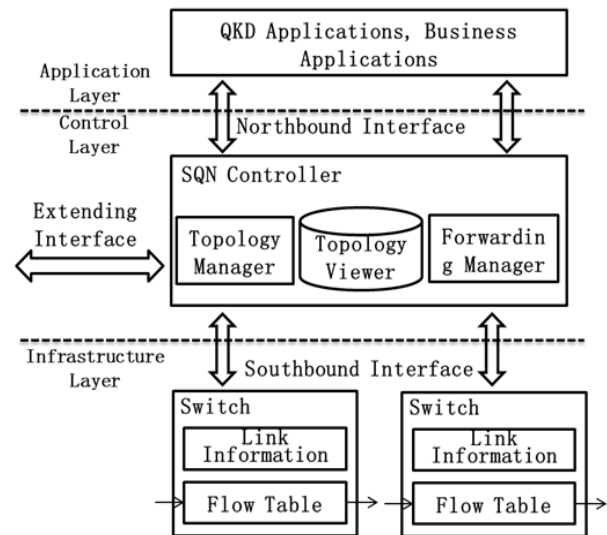 QKD Applications, Business
Applications
Application
Layer
Control
Layer
Northbound Interface
SQN Controller
Extending
Interface
Topology
Manager
Topology
Viewer
Forwardin
g Manager
Infrastructure
Layer
Southbound Interface
Switch
Link
Information
Flow Table
Switch
Link
Information
Flow Table